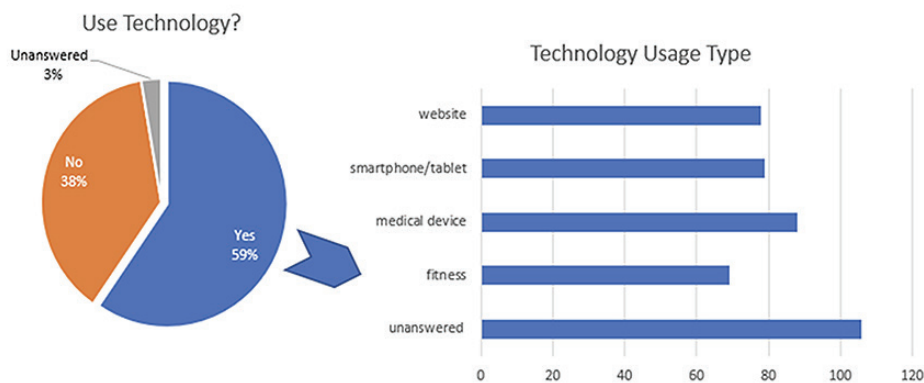 Use Technology?
Unanswered
3%
No
38%
Yes
59%
Technology Usage Type
website
smartphone/tablet
medical device
fitness
unanswered
0 20 40 60 80 100 120